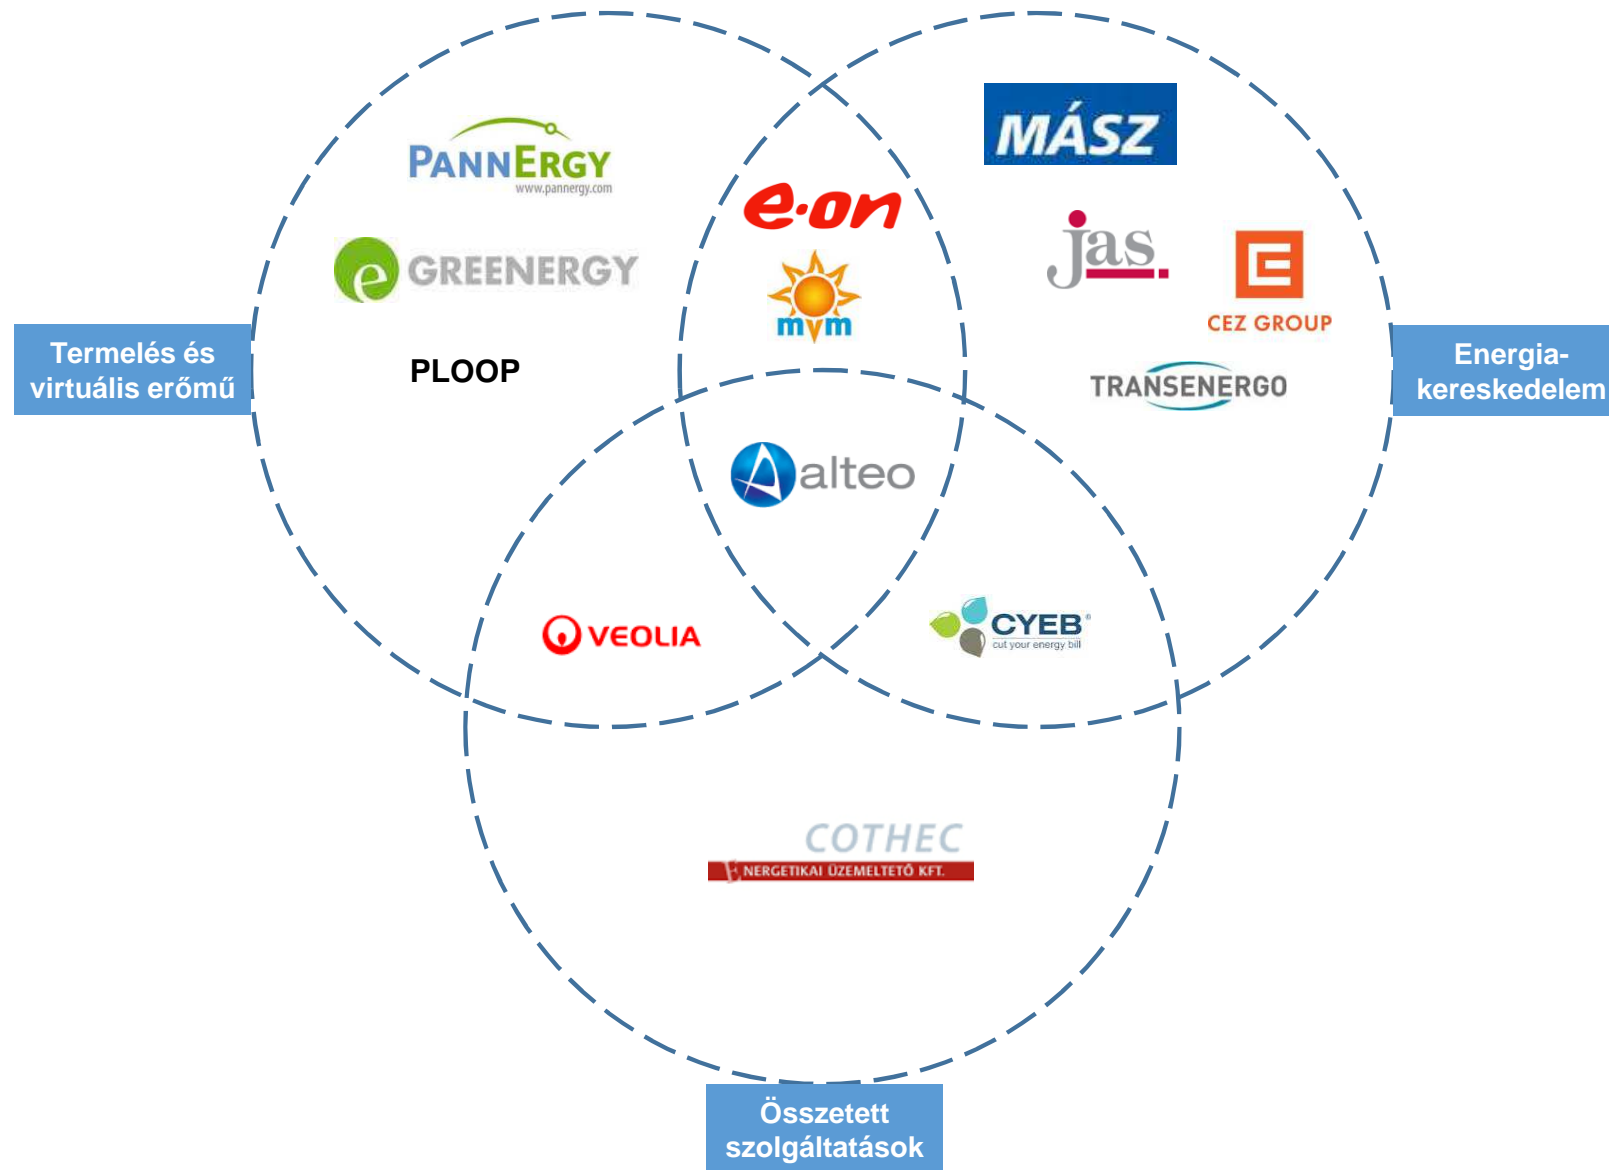 MÁSZ
PANNERGY
www.pannergy.com
e·on
jas.
GREENERGY
CEZ GROUP
mvm
Termelés és
virtuális erőmű
PLOOP
Energia-
kereskedelem
TRANSENERGO
alteo
VEOLIA
CYEB®
cut your energy bill
COTHEC
ENERGETIKAI ÜZEMELTETŐ KFT.
Összetett
szolgáltatások